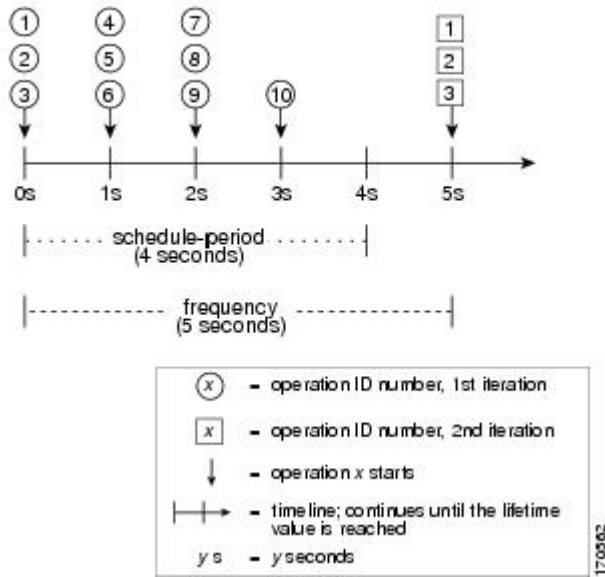 1 4 7 1
2 5 8 2
3 6 9 10 3
0s 1s 2s 3s 4s 5s
schedule-period
(4 seconds)
frequency
(5 seconds)
x - operation ID number, 1st iteration
x - operation ID number, 2nd iteration
- operation x starts
- timeline; continues until the lifetime
value is reached
y s - y seconds
170562